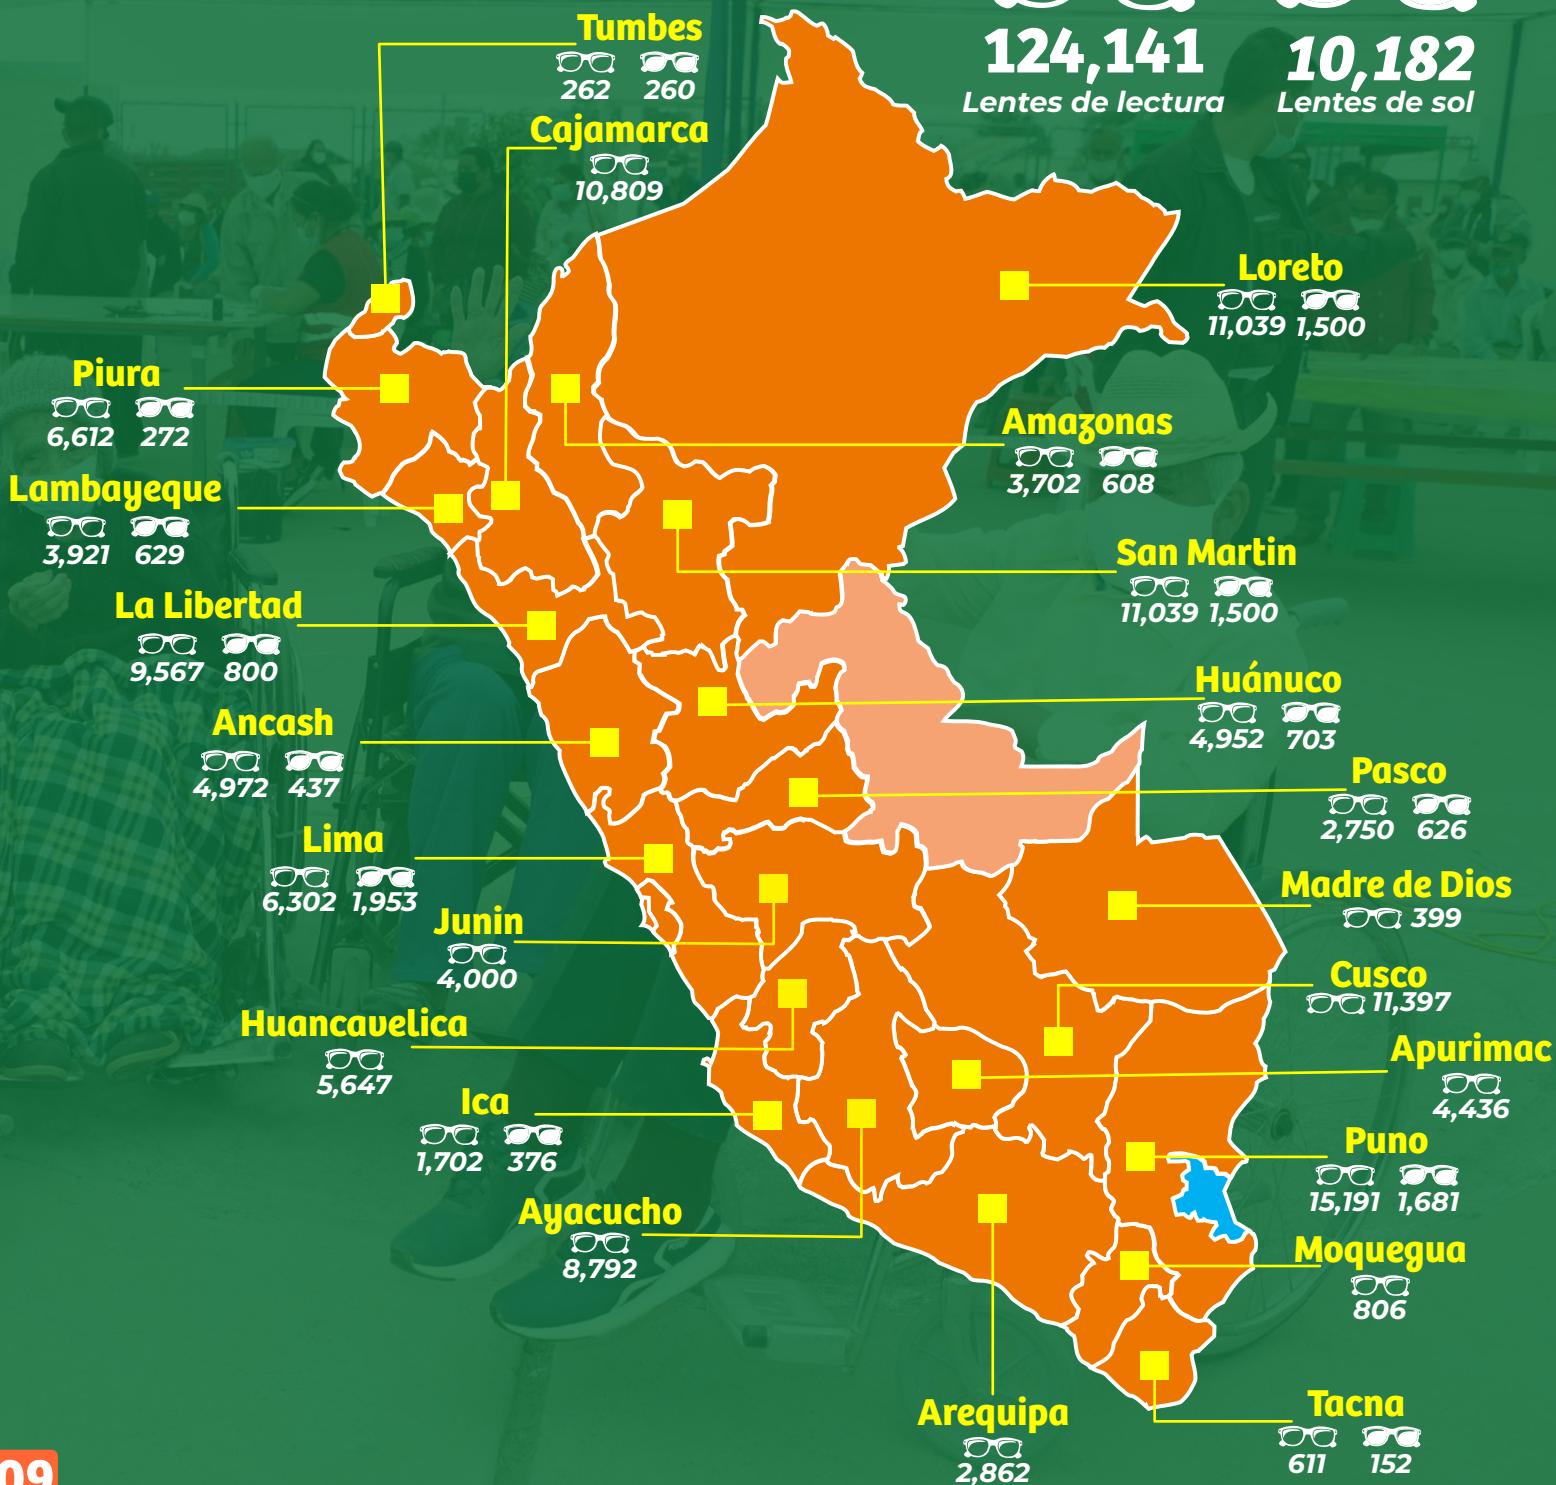 124,141
10,182
Lentes de lectura
Lentes de sol
Tumbes
262 260
Cajamarca
10,809
Loreto
11,039 1,500
Piura
6,612 272
Amazonas
3,702 608
Lambayeque
3,921 629
San Martin
11,039 1,500
La Libertad
9,567 800
Huánuco
4,952 703
Ancash
4,972 437
Pasco
2,750 626
Lima
6,302 1,953
Madre de Dios
399
Junin
4,000
Cusco
11,397
Huancavelica
5,647
Apurimac
4,436
Ica
1,702 376
Puno
15,191 1,681
Ayacucho
8,792
Moquegua
806
Arequipa
2,862
Tacna
611 152
09